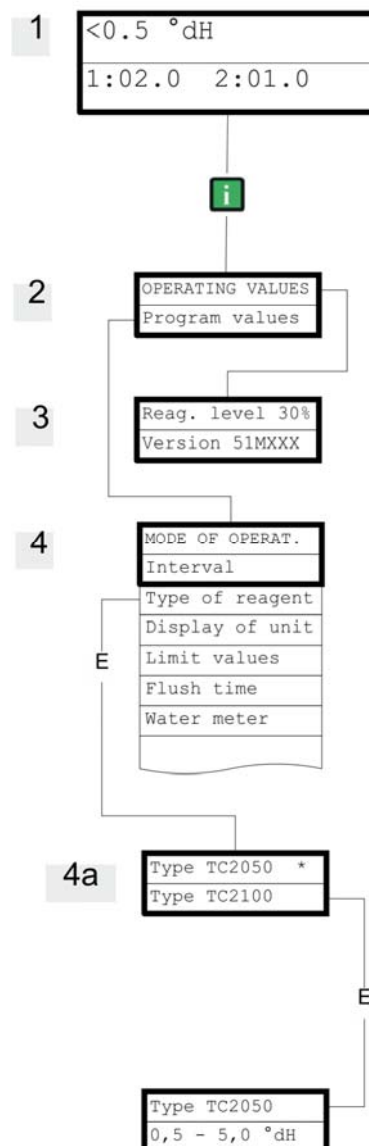 1
<0.5 °dH
1:02.0 2:01.0
i
2
OPERATING VALUES
Program values
3
Reag. level 30%
Version 51MXXX
4
MODE OF OPERAT.
Interval
Type of reagent
Display of unit
Limit values
Flush time
Water meter
E
4a
Type TC2050 *
Type TC2100
E
Type TC2050
0,5 - 5,0 °dH